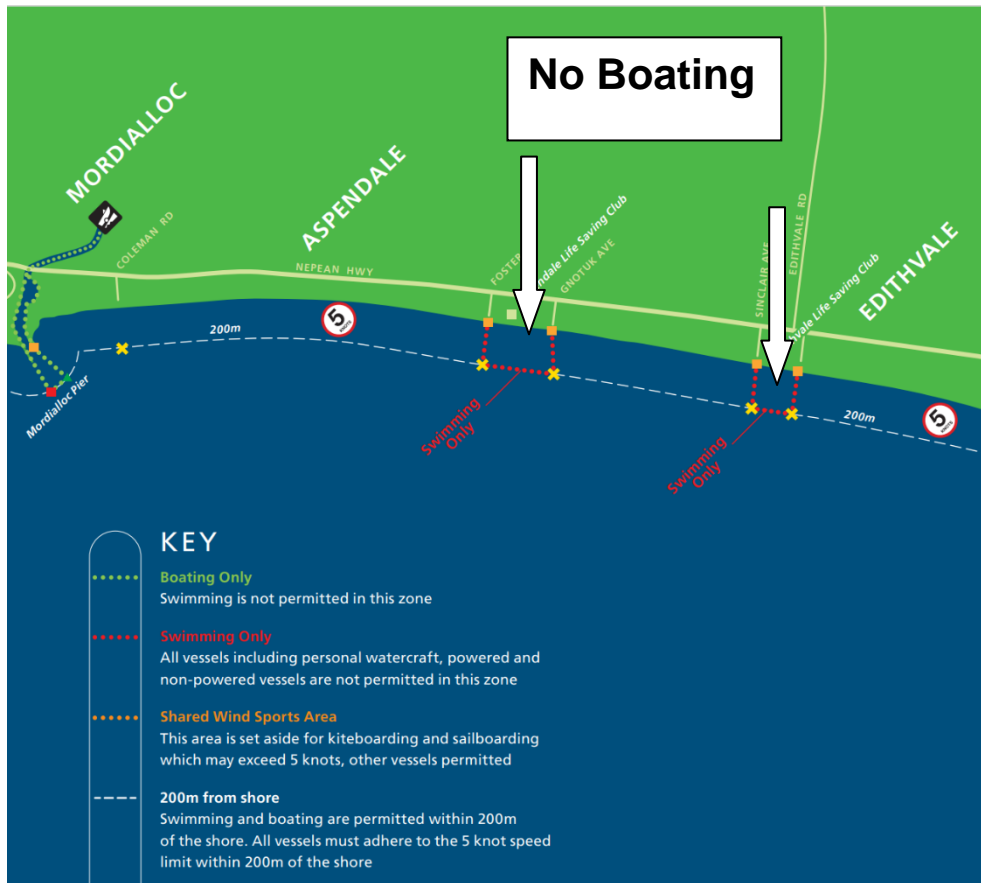 No Boating
MORDIALLOC
ASPENDALE
EDITHVALE
COLEMAN RD
NEPEAN HWY
FOSTER
ndale Life Saving Club
GNOTUK AVE
SINCLAIR AVE
EDITHVALE RD
vale Life Saving Club
200m
5
KNOTS
Mordialloc Pier
Swimming
Only
Swimming
Only
200m
5
KNOTS
KEY
Boating Only
Swimming is not permitted in this zone
Swimming Only
All vessels including personal watercraft, powered and
non-powered vessels are not permitted in this zone
Shared Wind Sports Area
This area is set aside for kiteboarding and sailboarding
which may exceed 5 knots, other vessels permitted
200m from shore
Swimming and boating are permitted within 200m
of the shore. All vessels must adhere to the 5 knot speed
limit within 200m of the shore